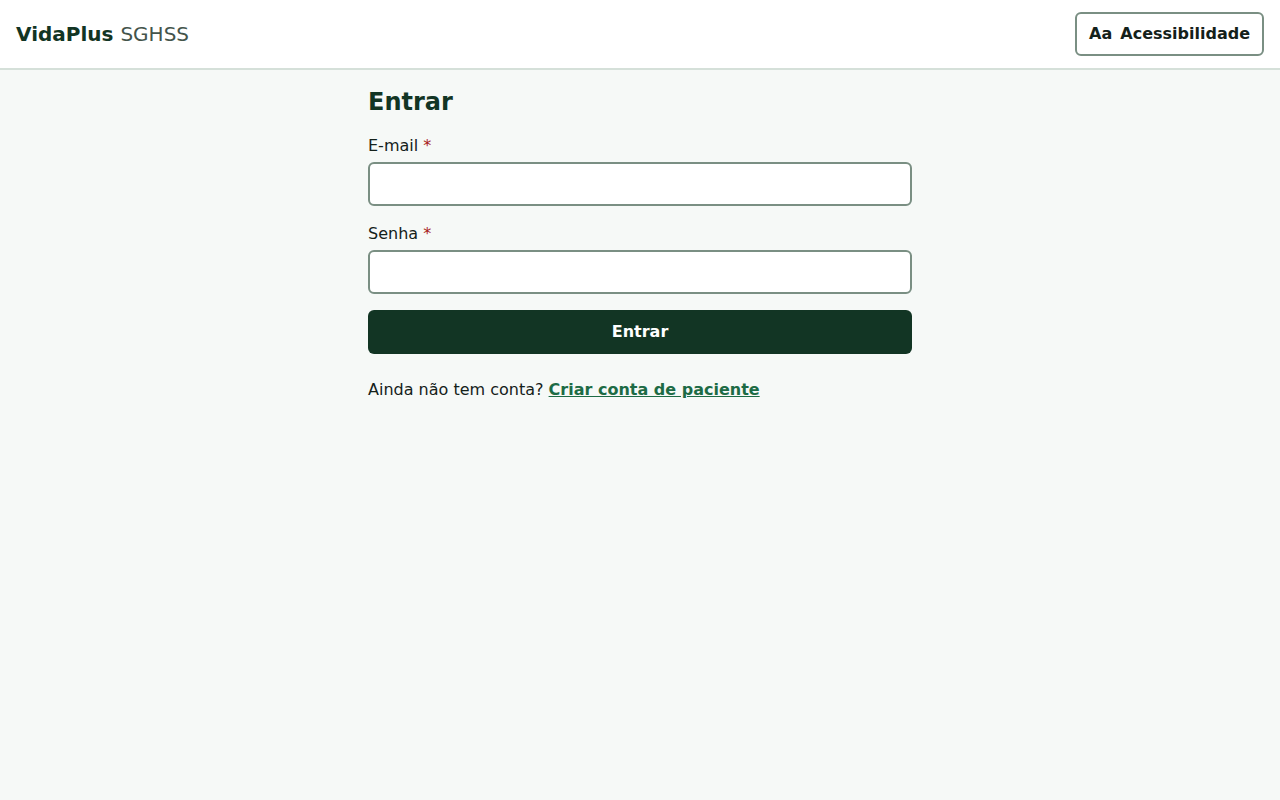 VidaPlus SGHSS
Aa Acessibilidade
Entrar
E-mail *
Senha *
Entrar
Ainda não tem conta? Criar conta de paciente